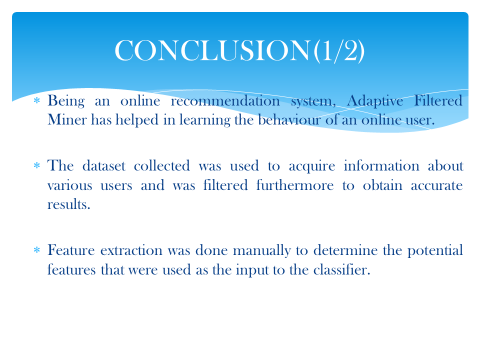 CONCLUSION(1/2)
* Being an online recommendation system, Adaptive Filtered
Miner has helped in learning the behaviour of an online user.
* The dataset collected was used to acquire information about
various users and was filtered furthermore to obtain accurate
results.
* Feature extraction was done manually to determine the potential
features that were used as the input to the classifier.